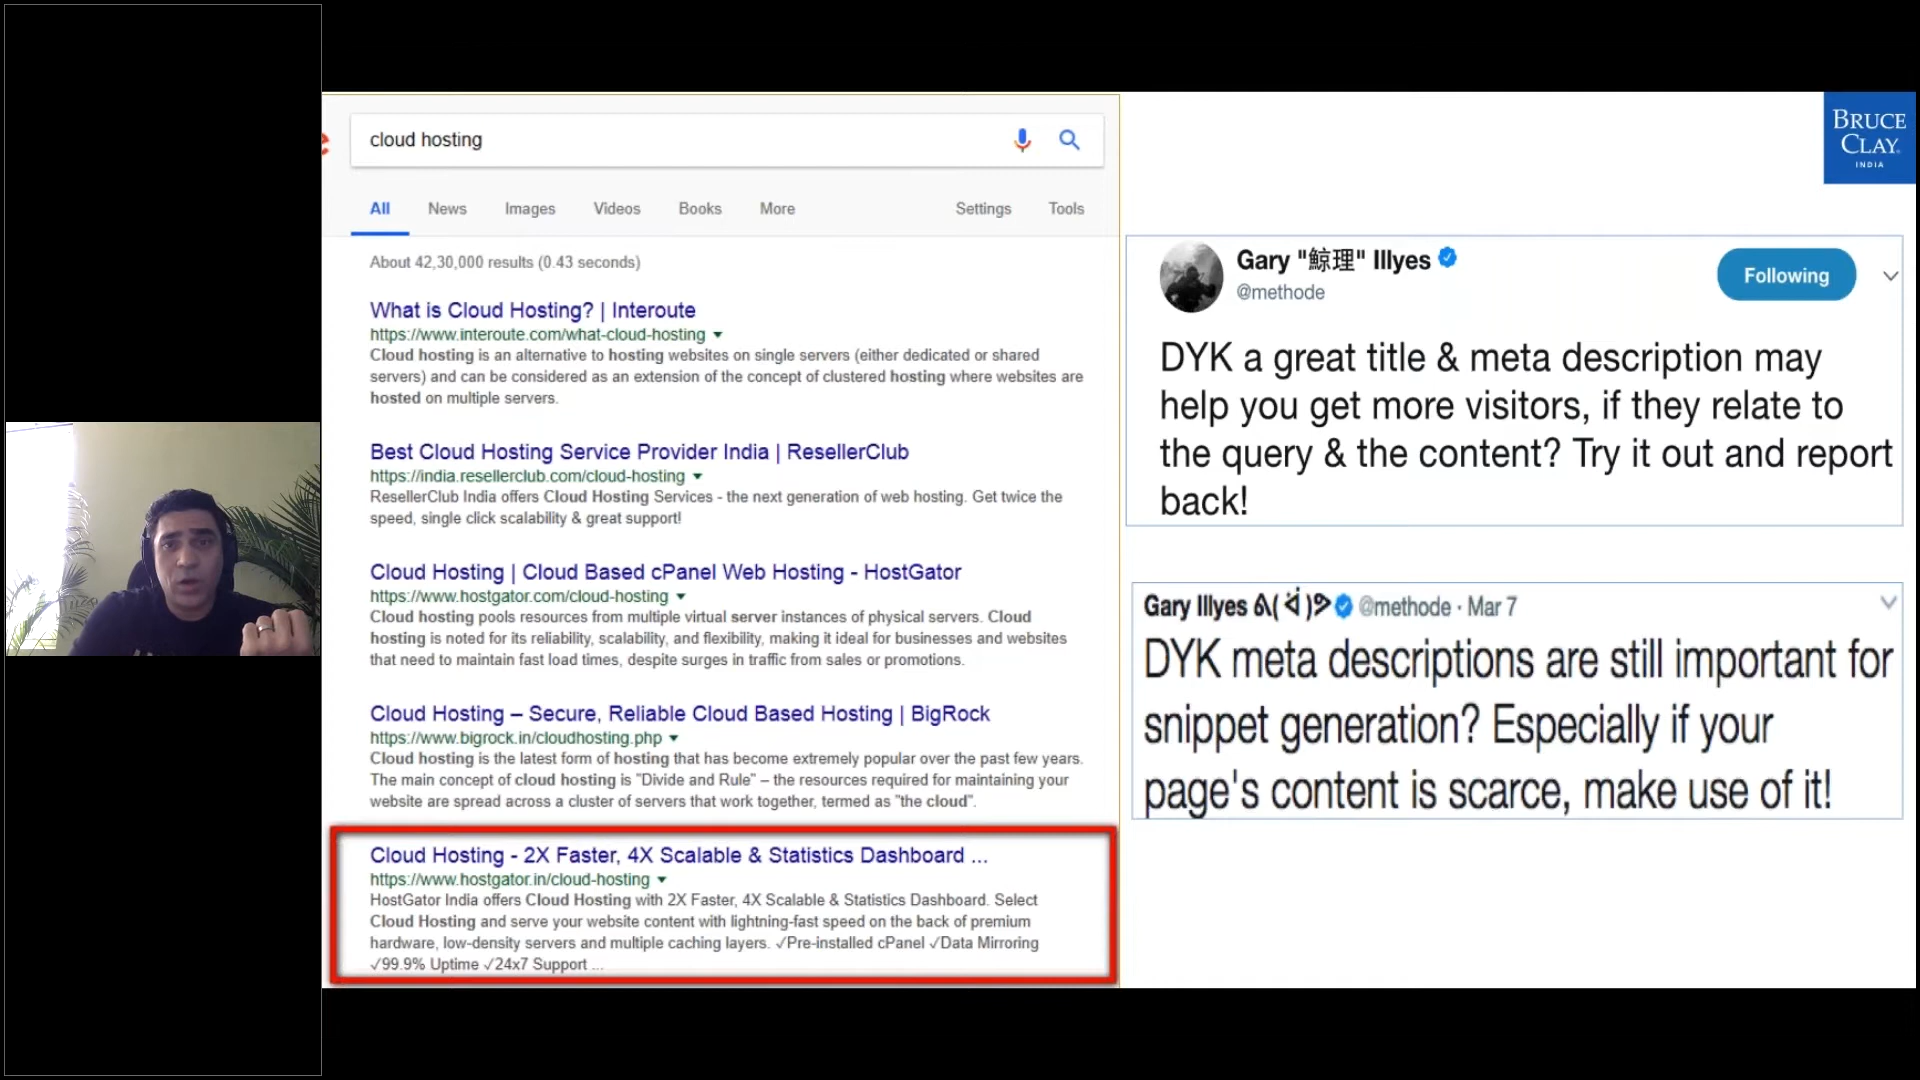 cloud hosting
All News Images Videos Books More Settings Tools
About 42,30,000 results (0.43 seconds)
What is Cloud Hosting? | Interoute
https://www.interoute.com/what-cloud-hosting
Cloud hosting is an alternative to hosting websites on single servers (either dedicated or shared
servers) and can be considered as an extension of the concept of clustered hosting where websites are
hosted on multiple servers.
Best Cloud Hosting Service Provider India | ResellerClub
https://india.resellerclub.com/cloud-hosting
ResellerClub India offers Cloud Hosting Services - the next generation of web hosting. Get twice the
speed, single click scalability & great support!
Cloud Hosting | Cloud Based cPanel Web Hosting - HostGator
https://www.hostgator.com/cloud-hosting
Cloud hosting pools resources from multiple virtual server instances of physical servers. Cloud
hosting is noted for its reliability, scalability, and flexibility, making it ideal for businesses and websites
that need to maintain fast load times, despite surges in traffic from sales or promotions.
Cloud Hosting – Secure, Reliable Cloud Based Hosting | BigRock
https://www.bigrock.in/cloudhosting.php
Cloud hosting is the latest form of hosting that has become extremely popular over the past few years.
The main concept of cloud hosting is "Divide and Rule" – the resources required for maintaining your
website are spread across a cluster of servers that work together, termed as "the cloud".
Cloud Hosting - 2X Faster, 4X Scalable & Statistics Dashboard ...
https://www.hostgator.in/cloud-hosting
HostGator India offers Cloud Hosting with 2X Faster, 4X Scalable & Statistics Dashboard. Select
Cloud Hosting and serve your website content with lightning-fast speed on the back of premium
hardware, low-density servers and multiple caching layers. ✓Pre-installed cPanel ✓Data Mirroring
✓99.9% Uptime ✓24x7 Support ...
BRUCE
CLAY
INDIA
Gary "鯨理" Illyes
@methode
Following
DYK a great title & meta description may
help you get more visitors, if they relate to
the query & the content? Try it out and report
back!
Gary Illyes @methode · Mar 7
DYK meta descriptions are still important for
snippet generation? Especially if your
page's content is scarce, make use of it!